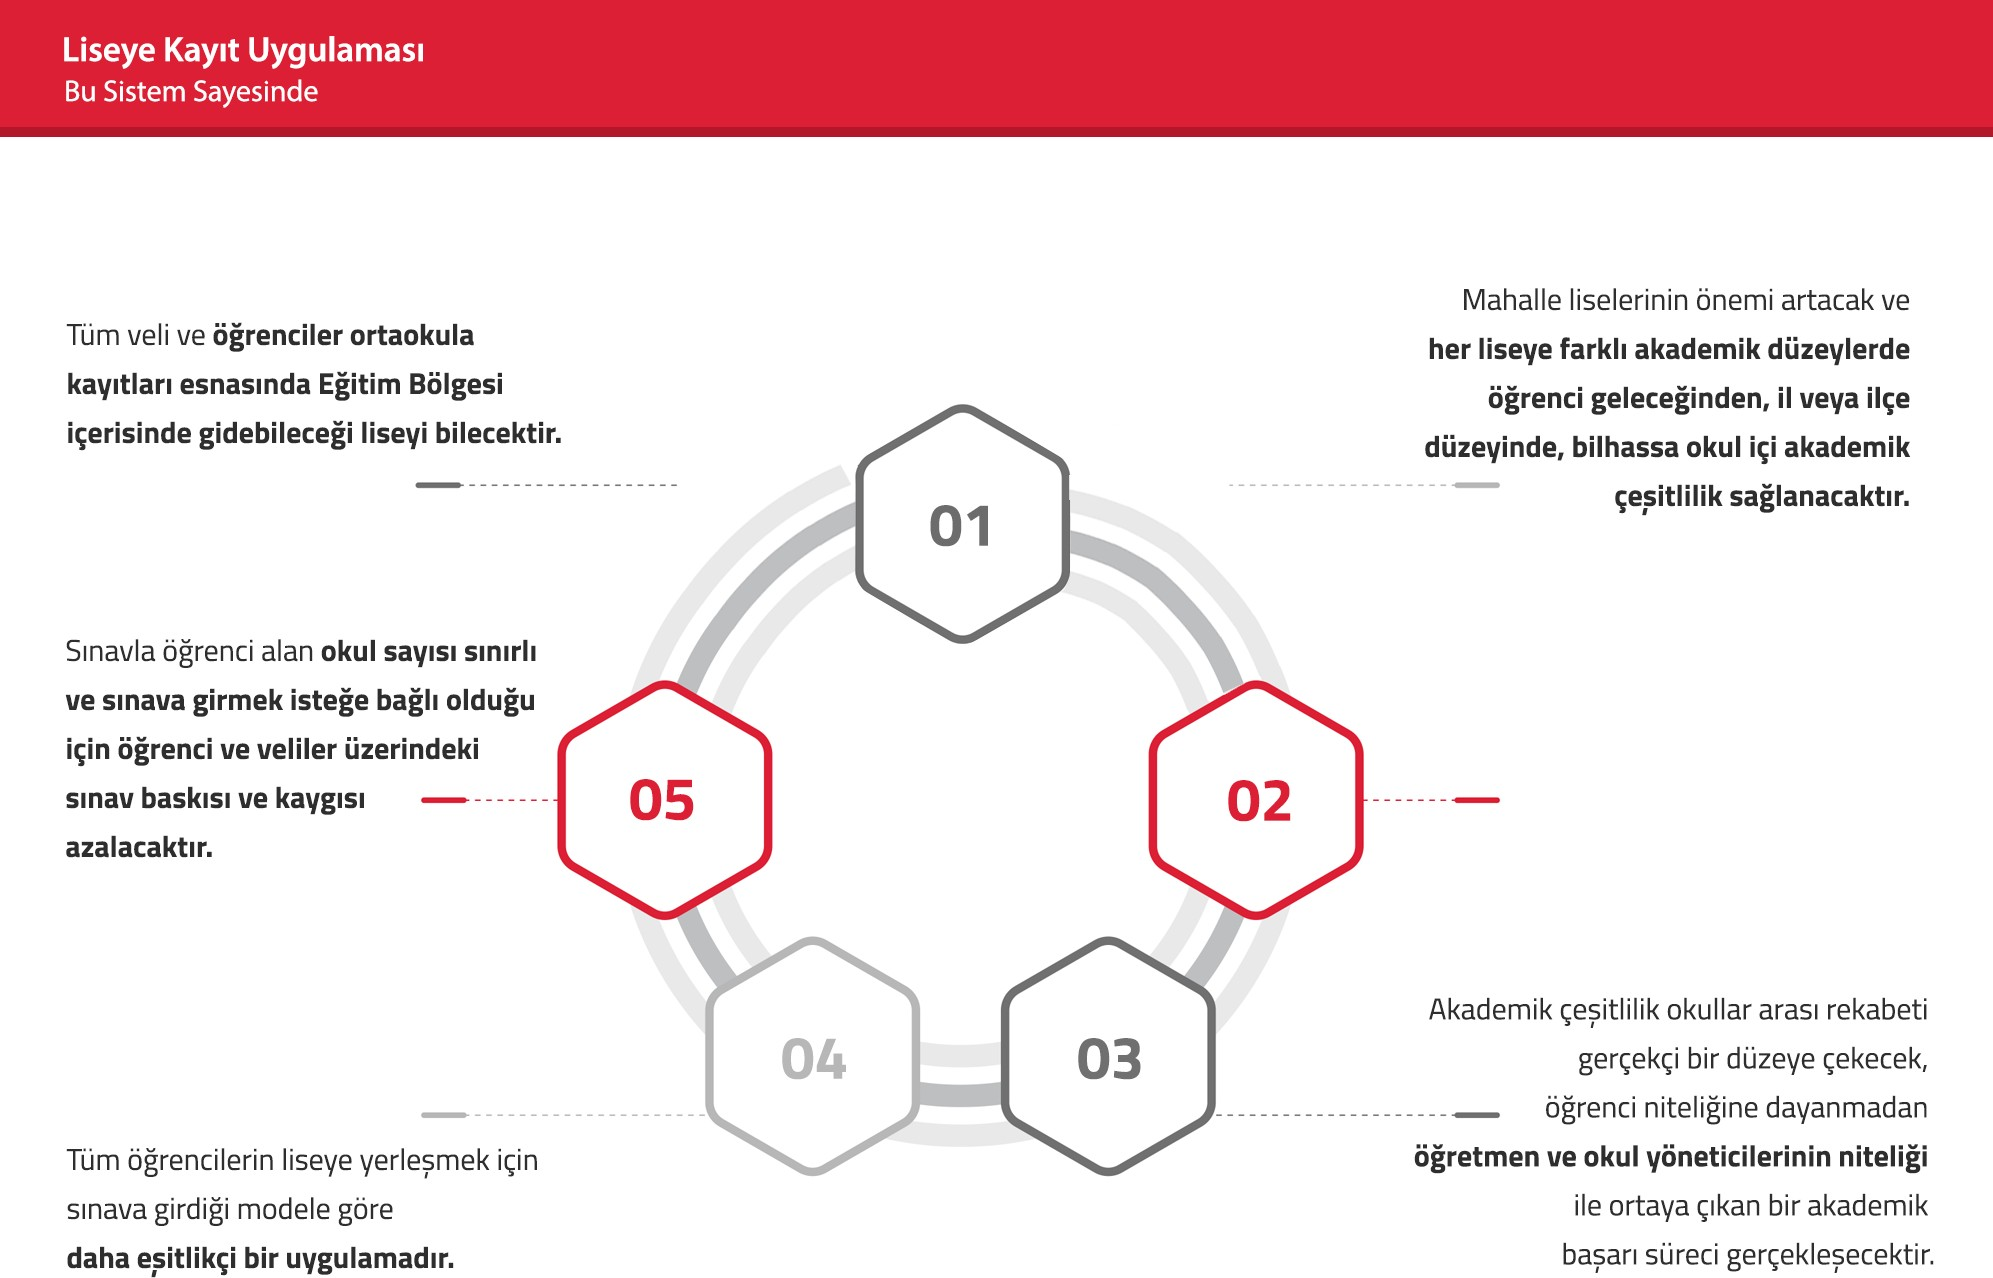 Liseye Kayıt Uygulaması
Bu Sistem Sayesinde
Tüm veli ve öğrenciler ortaokula
kayıtları esnasında Eğitim Bölgesi
içerisinde gidebileceği liseyi bilecektir.
Mahalle liselerinin önemi artacak ve
her liseye farklı akademik düzeylerde
öğrenci geleceğinden, il veya ilçe
düzeyinde, bilhassa okul içi akademik
çeşitlilik sağlanacaktır.
01
Sınavla öğrenci alan okul sayısı sınırlı
ve sınava girmek isteğe bağlı olduğu
için öğrenci ve veliler üzerindeki
sınav baskısı ve kaygısı
azalacaktır.
05
02
04
03
Akademik çeşitlilik okullar arası rekabeti
gerçekçi bir düzeye çekecek,
öğrenci niteliğine dayanmadan
öğretmen ve okul yöneticilerinin niteliği
ile ortaya çıkan bir akademik
başarı süreci gerçekleşecektir.
Tüm öğrencilerin liseye yerleşmek için
sınava girdiği modele göre
daha eşitlikçi bir uygulamadır.